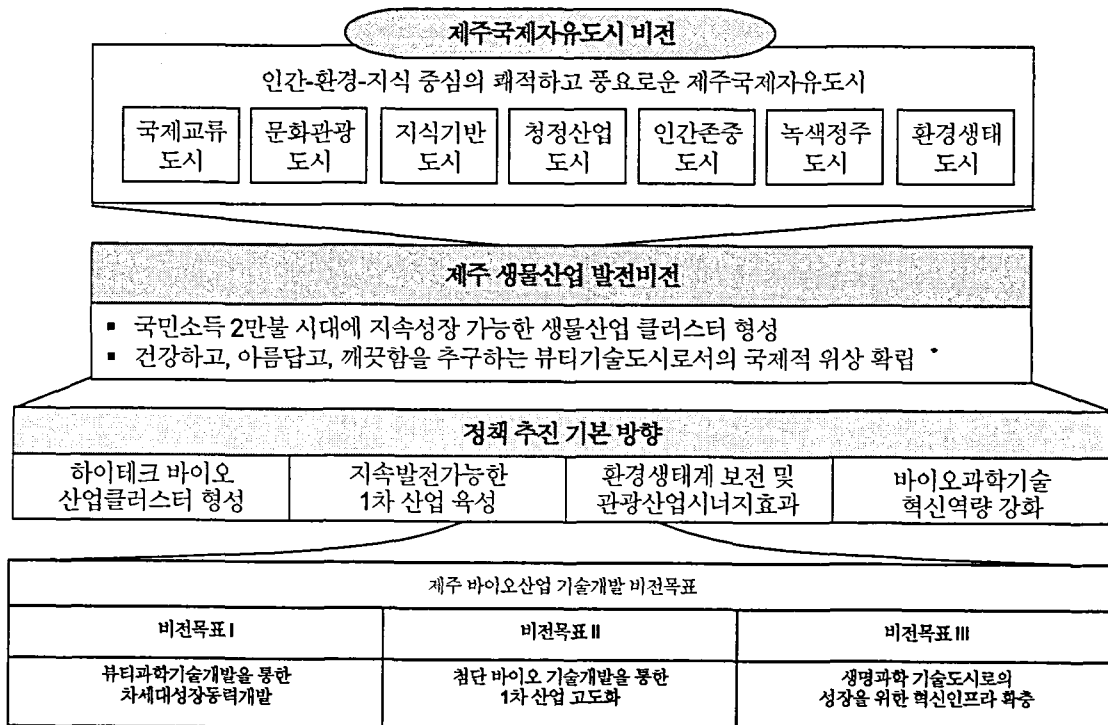 제주국제자유도시 비전
인간-환경-지식 중심의 쾌적하고 풍요로운 제주국제자유도시
국제교류
도시
문화관광
도시
지식기반
도시
청정산업
도시
인간존중
도시
녹색정주
도시
환경생태
도시
제주 생물산업 발전비전
▪ 국민소득 2만불 시대에 지속성장 가능한 생물산업 클러스터 형성
▪ 건강하고, 아름답고, 깨끗함을 추구하는 뷰티기술도시로서의 국제적 위상 확립
정책 추진 기본 방향
하이테크 바이오
산업클러스터 형성
지속발전가능한
1차 산업 육성
환경생태계 보전 및
관광산업시너지효과
바이오과학기술
혁신역량 강화
제주 바이오산업 기술개발 비전목표
비전목표 I
뷰티과학기술개발을 통한
차세대성장동력개발
비전목표 II
첨단 바이오 기술개발을 통한
1차 산업 고도화
비전목표 III
생명과학 기술도시로의
성장을 위한 혁신인프라 확충